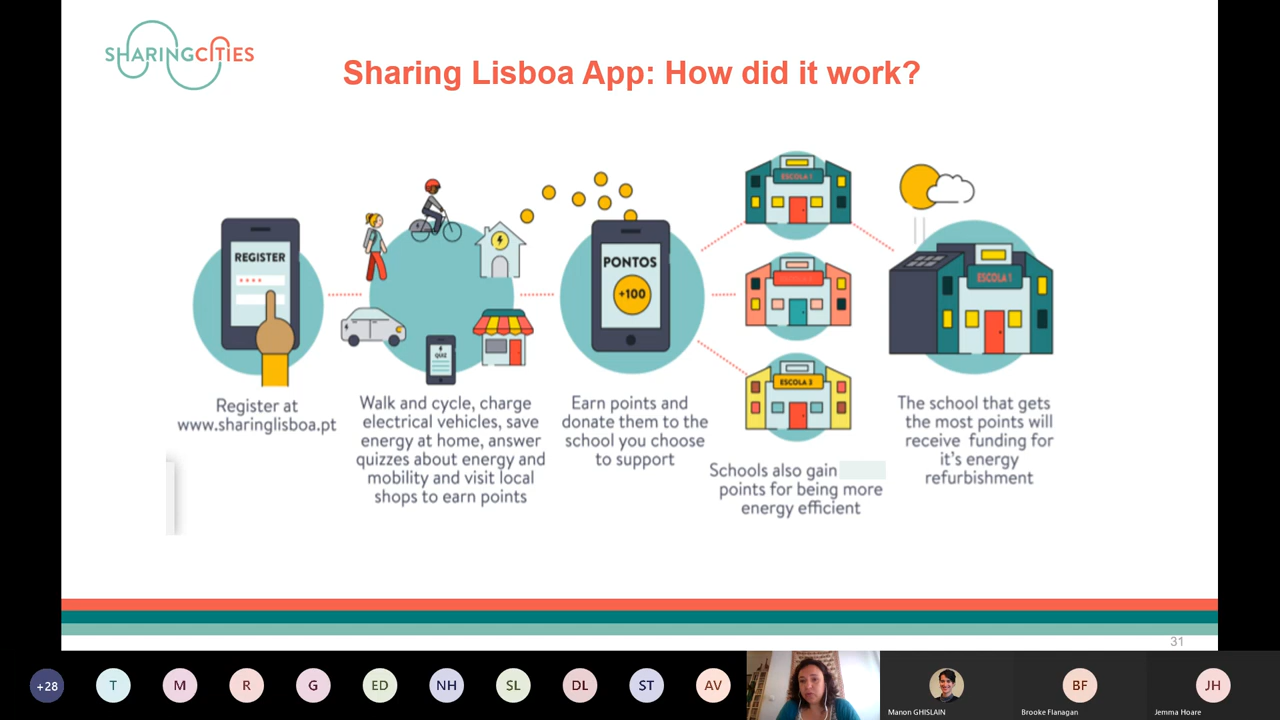 SHARINGCITIES
Sharing Lisboa App: How did it work?
REGISTER
****
Register at
www.sharinglisboa.pt
QUIZ
Walk and cycle, charge
electrical vehicles, save
energy at home, answer
quizzes about energy and
mobility and visit local
shops to earn points
PONTOS
+100
Earn points and
donate them to the
school you choose
to support
ESCOLA 1
ESCOLA 3
Schools also gain
points for being more
energy efficient
ESCOLA 1
The school that gets
the most points will
receive funding for
it's energy
refurbishment
31
+28
T
M
R
G
ED
NH
SL
DL
ST
AV
Manon GHISLAIN
BF
Brooke Flanagan
JH
Jemma Hoare